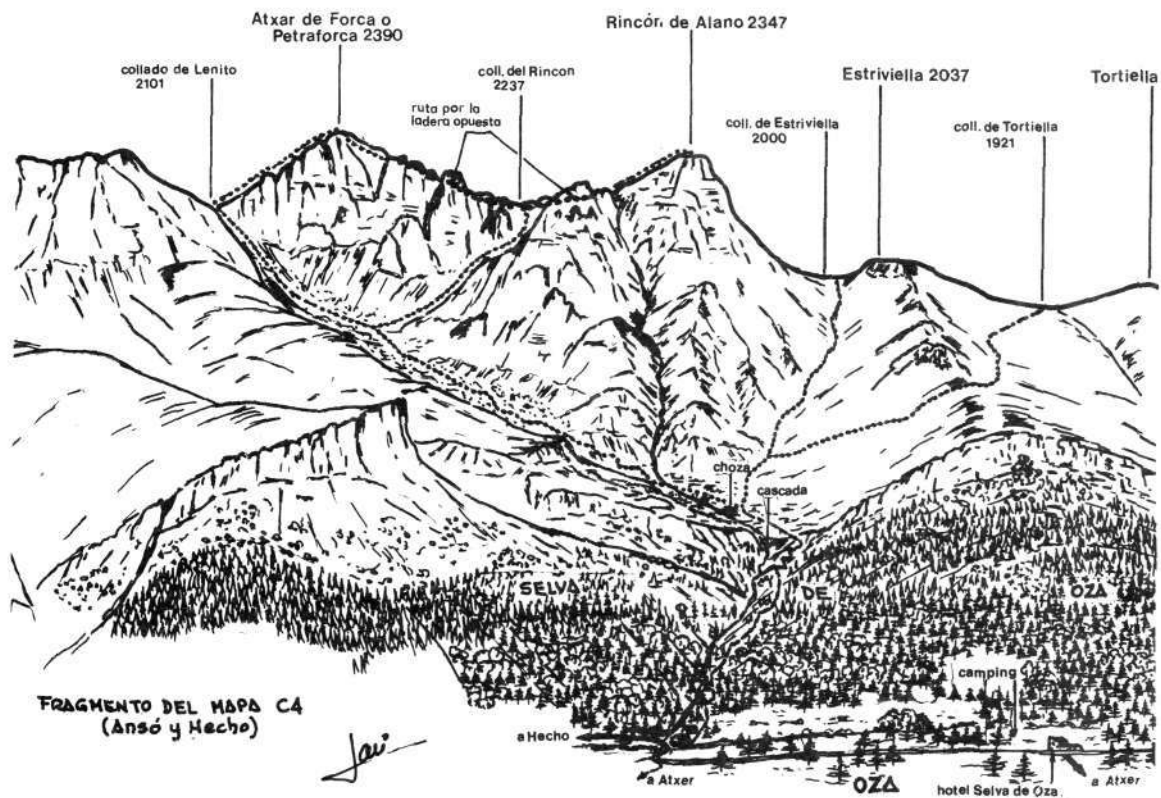 Atxar de Forca o
Petraforca 2390
Rincón de Alano 2347
collado de Lenito
2101
coll. del Rincon
2237
Estriviella 2037
Tortiella
ruta por la
ladera opuesta
coll. de Estriviella
2000
coll. de Tortiella
1921
choza
cascada
SELVA DE OZA
camping
FRAGMENTO DEL MAPA C4
(Ansó y Hecho)
Javi
a Hecho
a Atxer
OZA
hotel Selva de Oza
a Atxer